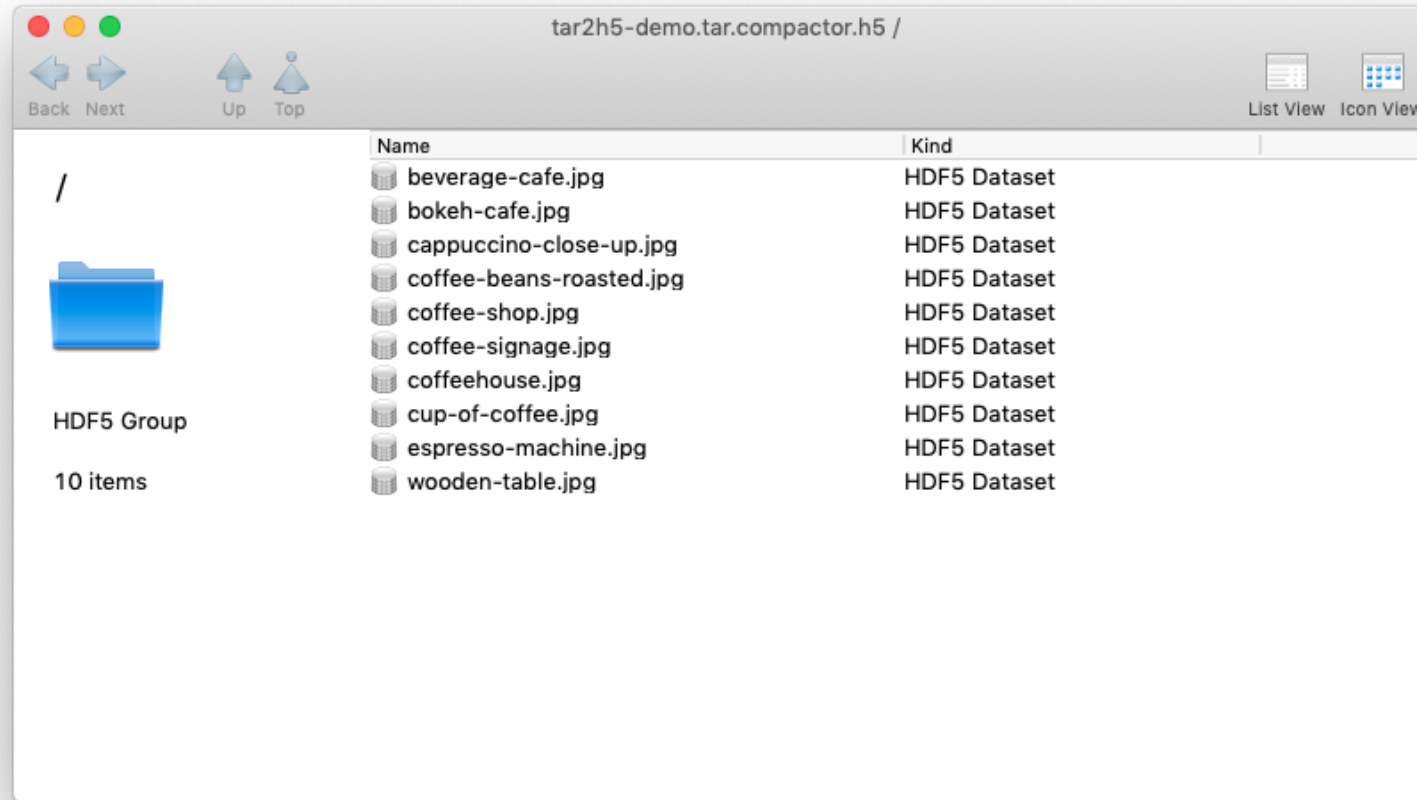 tar2h5-demo.tar.compactor.h5 /
Back Next Up Top List View Icon View
Name Kind
/
beverage-cafe.jpg HDF5 Dataset
bokeh-cafe.jpg HDF5 Dataset
cappuccino-close-up.jpg HDF5 Dataset
coffee-beans-roasted.jpg HDF5 Dataset
coffee-shop.jpg HDF5 Dataset
coffee-signage.jpg HDF5 Dataset
coffeehouse.jpg HDF5 Dataset
HDF5 Group
cup-of-coffee.jpg HDF5 Dataset
espresso-machine.jpg HDF5 Dataset
10 items
wooden-table.jpg HDF5 Dataset